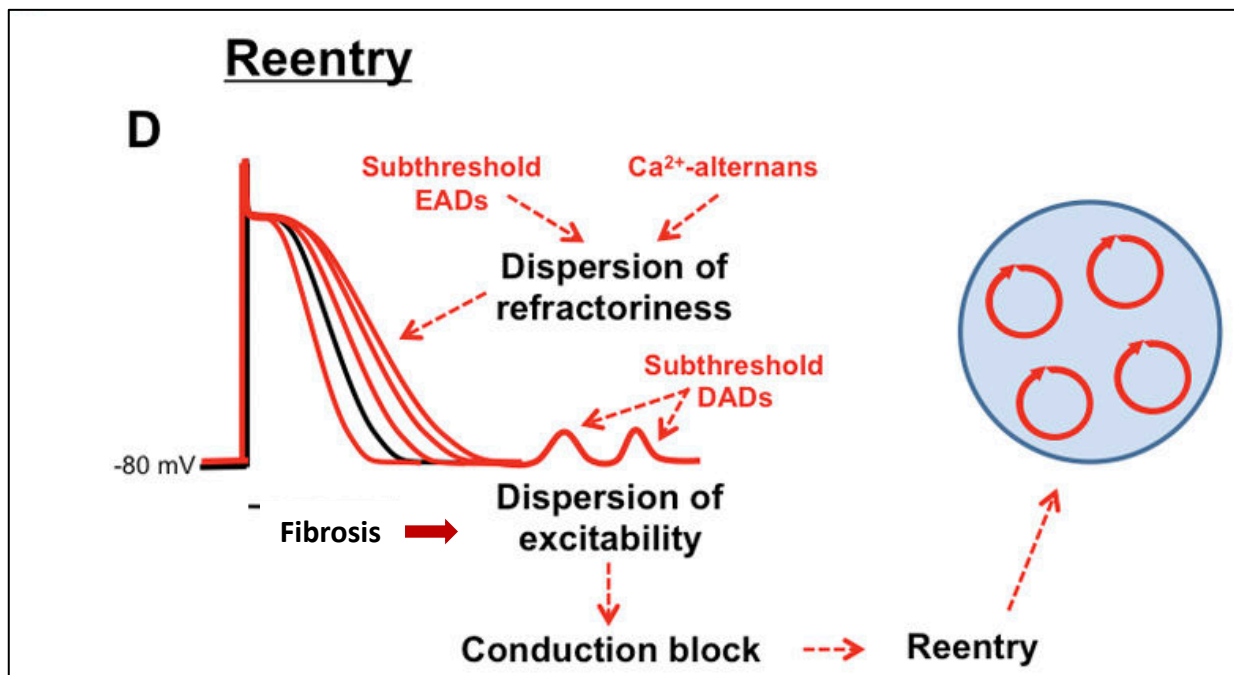 Reentry
D
Subthreshold
EADs
Ca²⁺-alternans
Dispersion of
refractoriness
Subthreshold
DADs
-80 mV
Dispersion of
excitability
Fibrosis
Conduction block
Reentry